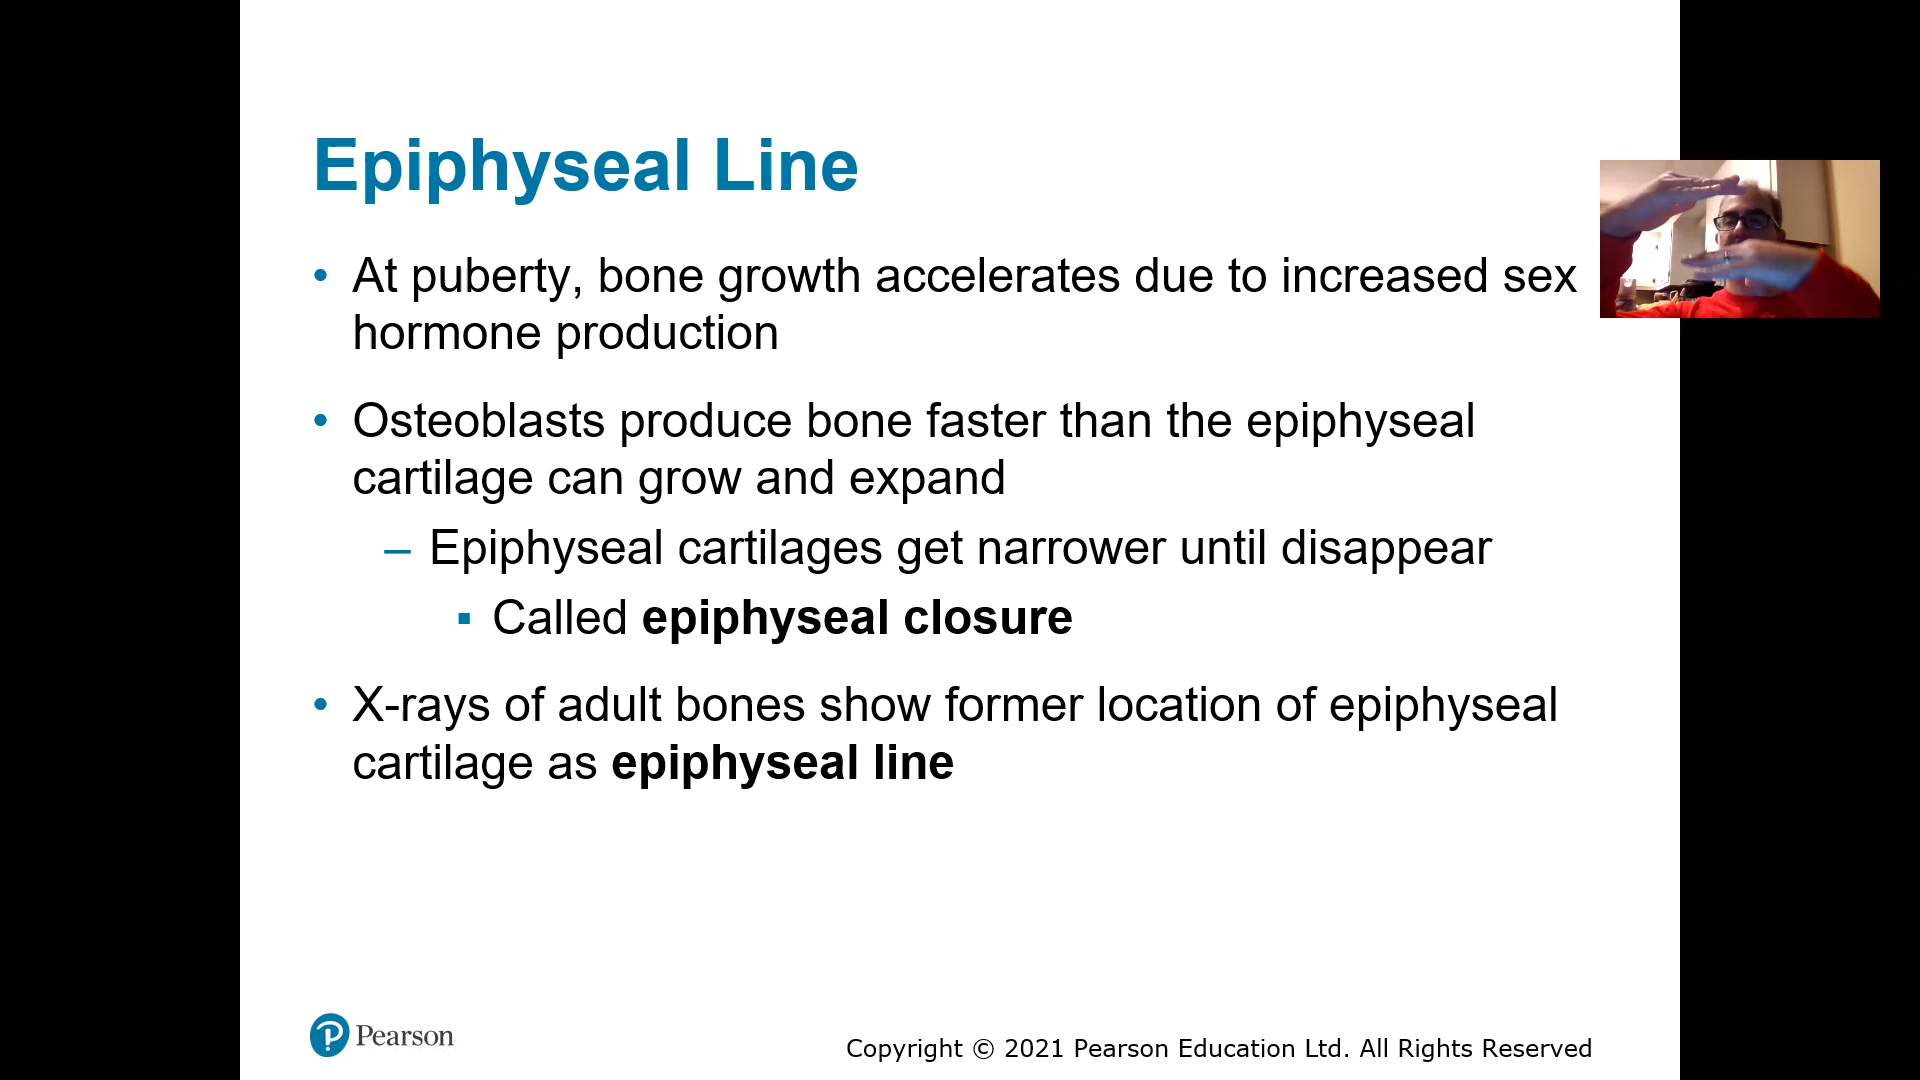 Epiphyseal Line
• At puberty, bone growth accelerates due to increased sex
hormone production
• Osteoblasts produce bone faster than the epiphyseal
cartilage can grow and expand
– Epiphyseal cartilages get narrower until disappear
▪ Called epiphyseal closure
• X-rays of adult bones show former location of epiphyseal
cartilage as epiphyseal line
P Pearson
Copyright © 2021 Pearson Education Ltd. All Rights Reserved